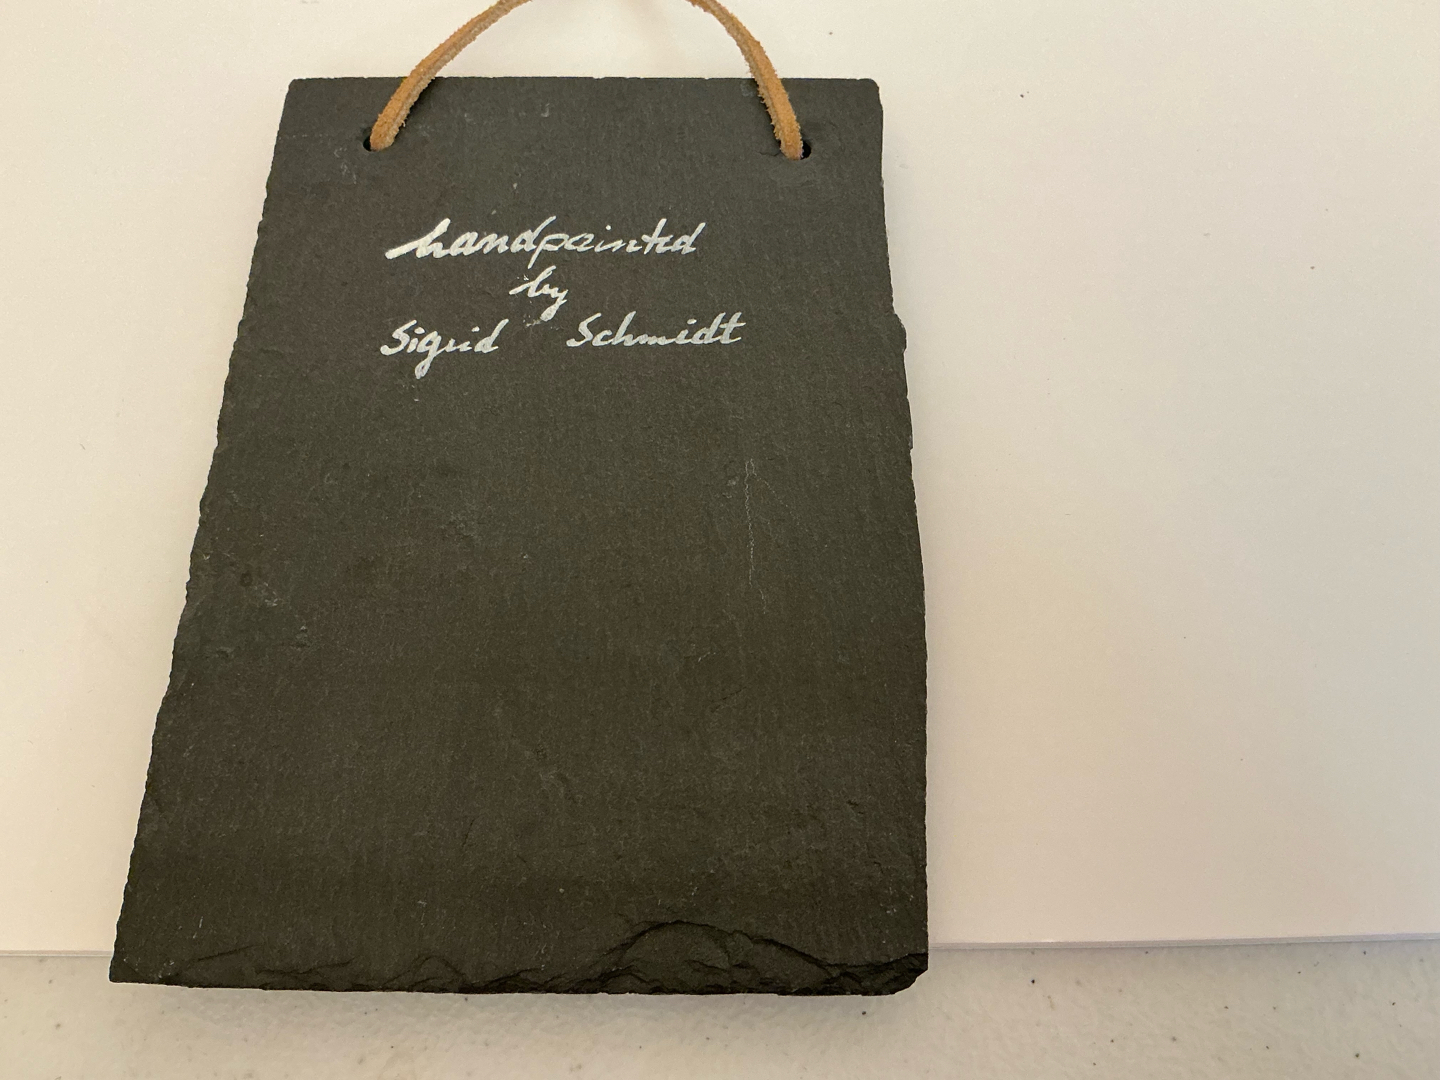 handpainted
by
Sigrid Schmidt